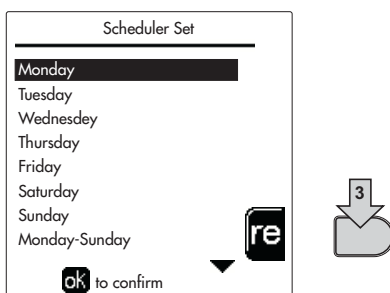 Scheduler Set
Monday
Tuesday
Wednesdey
Thursday
Friday
Saturday
Sunday
Monday-Sunday
re
3
ok to confirm